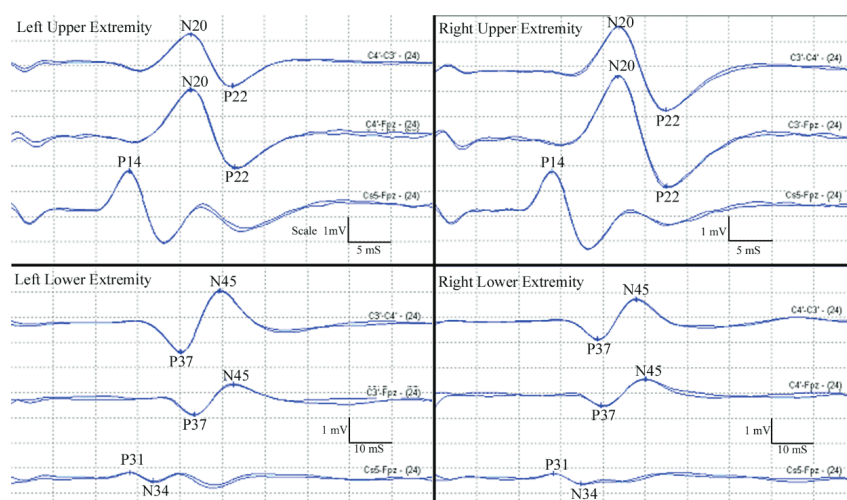 Left Upper Extremity
N20
C4'-C3' - (24)
P22
N20
C4'-Fpz - (24)
P22
P14
Cs5-Fpz - (24)
Scale 1mV
5 mS
Right Upper Extremity
N20
C3'-C4' - (24)
P22
N20
C3'-Fpz - (24)
P22
P14
Cs5-Fpz - (24)
1 mV
5 mS
Left Lower Extremity
N45
C3'-C4' - (24)
P37
N45
C3'-Fpz - (24)
P37
1 mV
10 mS
P31
Cs5-Fpz - (24)
N34
Right Lower Extremity
N45
C4'-C3' - (24)
P37
N45
C4'-Fpz - (24)
P37
1 mV
10mS
P31
Cs5-Fpz - (24)
N34